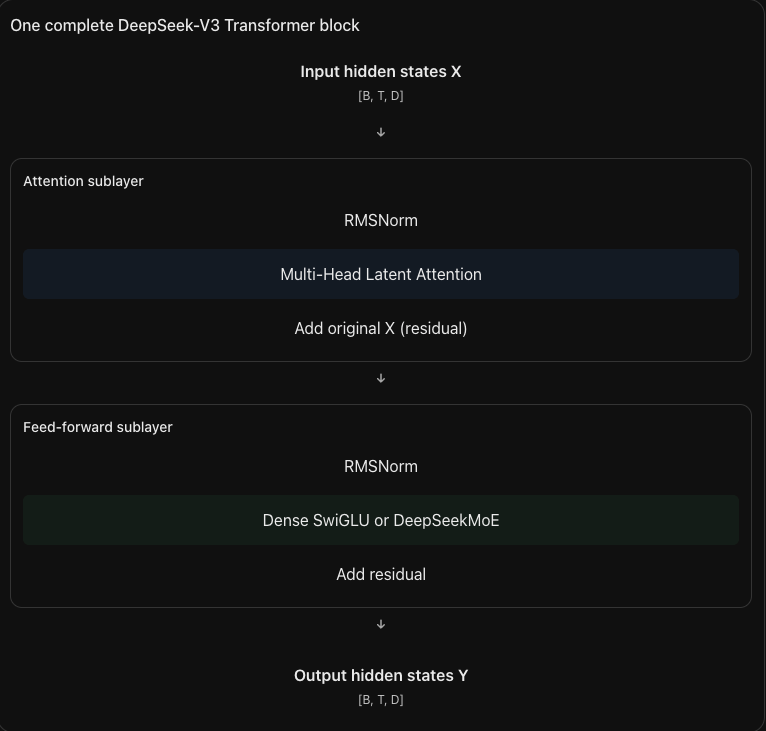 One complete DeepSeek-V3 Transformer block
Input hidden states X
[B, T, D]
↓
Attention sublayer
RMSNorm
Multi-Head Latent Attention
Add original X (residual)
↓
Feed-forward sublayer
RMSNorm
Dense SwiGLU or DeepSeekMoE
Add residual
↓
Output hidden states Y
[B, T, D]